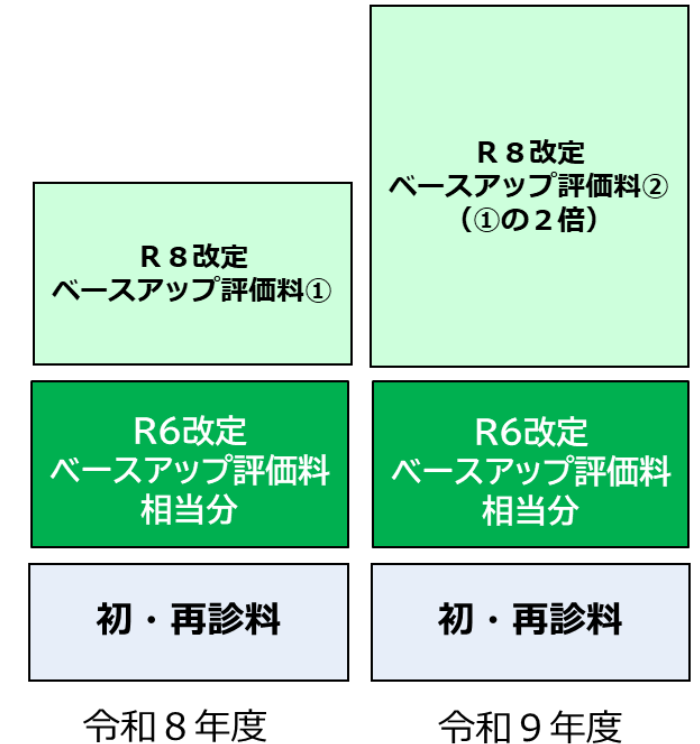 Ｒ８改定
ベースアップ評価料①
R6改定
ベースアップ評価料
相当分
初・再診料
令和８年度
Ｒ８改定
ベースアップ評価料②
（①の２倍）
R6改定
ベースアップ評価料
相当分
初・再診料
令和９年度